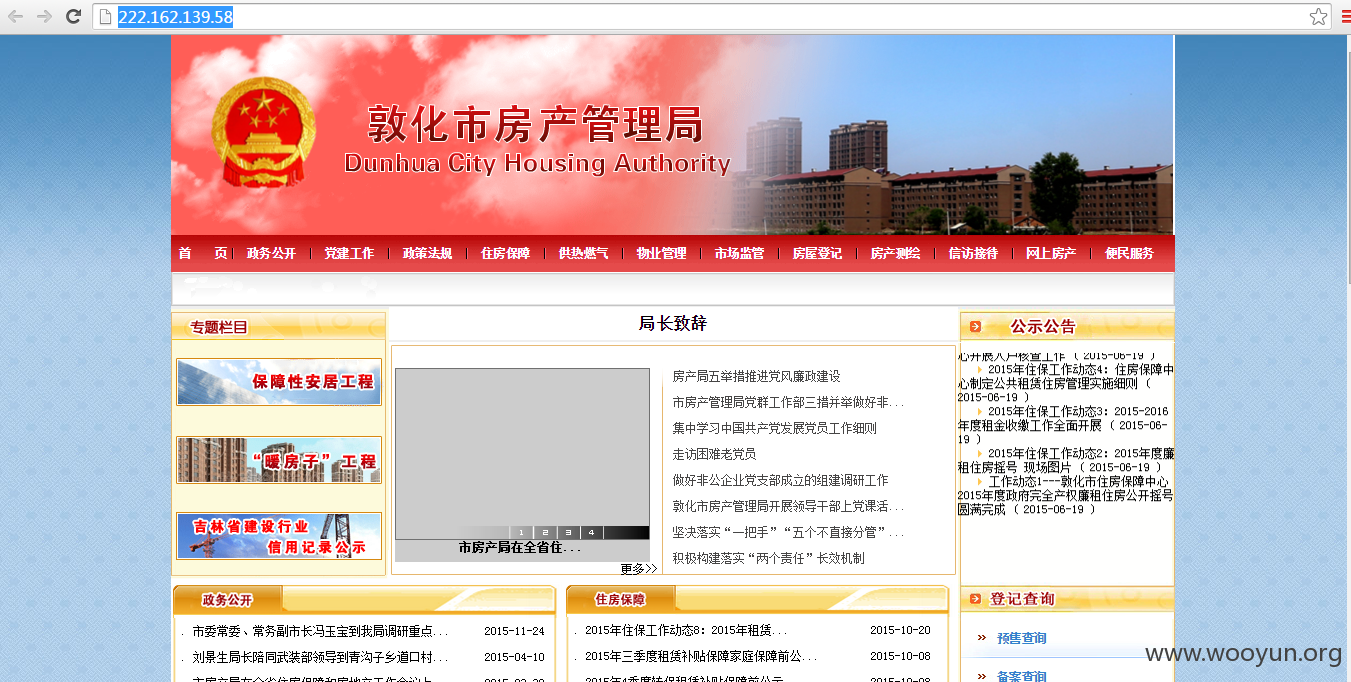 222.162.139.58
敦化市房产管理局
Dunhua City Housing Authority
首 页 政务公开 党建工作 政策法规 住房保障 供热燃气 物业管理 市场监管 房屋登记 房产测绘 信访接待 网上房产 便民服务
专题栏目
保障性安居工程
“暖房子”工程
吉林省建设行业
信用记录公示
局长致辞
1 2 3 4
市房产局在全省住...
更多>>
房产局五举措推进党风廉政建设
市房产管理局党群工作部三措并举做好非...
集中学习中国共产党发展党员工作细则
走访困难老党员
做好非公企业党支部成立的组建调研工作
敦化市房产管理局开展领导干部上党课活...
坚决落实“一把手”“五个不直接分管”...
积极构建落实“两个责任”长效机制
公示公告
心开展入户核查工作 ( 2015-06-19 )
2015年住保工作动态4：住房保障中
心制定公共租赁住房管理实施细则 (
2015-06-19 )
2015年住保工作动态3：2015-2016
年度租金收缴工作全面开展 ( 2015-06-
19 )
2015年住保工作动态2：2015年度廉
租住房摇号 现场图片 ( 2015-06-19 )
工作动态1---敦化市住房保障中心
2015年度政府完全产权廉租住房公开摇号
圆满完成 ( 2015-06-19 )
政务公开
. 市委常委、常务副市长冯玉宝到我局调研重点... 2015-11-24
. 刘景生局长陪同武装部领导到青沟子乡道口村... 2015-04-10
住房保障
. 2015年住保工作动态8：2015年租赁... 2015-10-20
. 2015年三季度租赁补贴保障家庭保障前公... 2015-10-08
登记查询
预售查询
备案查询
www.wooyun.org